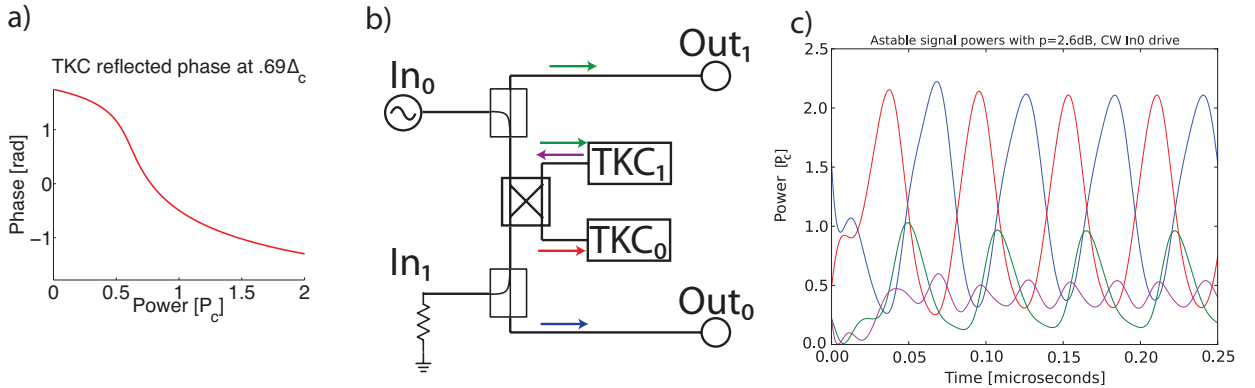 a)
TKC reflected phase at .69Δc
Phase [rad]
1
0
−1
0
0.5
1
1.5
2
Power [Pc]
b)
In0
Out1
TKC1
TKC0
In1
Out0
c)
Astable signal powers with p=2.6dB, CW In0 drive
Power [Pc]
2.5
2.0
1.5
1.0
0.5
0.0
0.00
0.05
0.10
0.15
0.20
0.25
Time [microseconds]